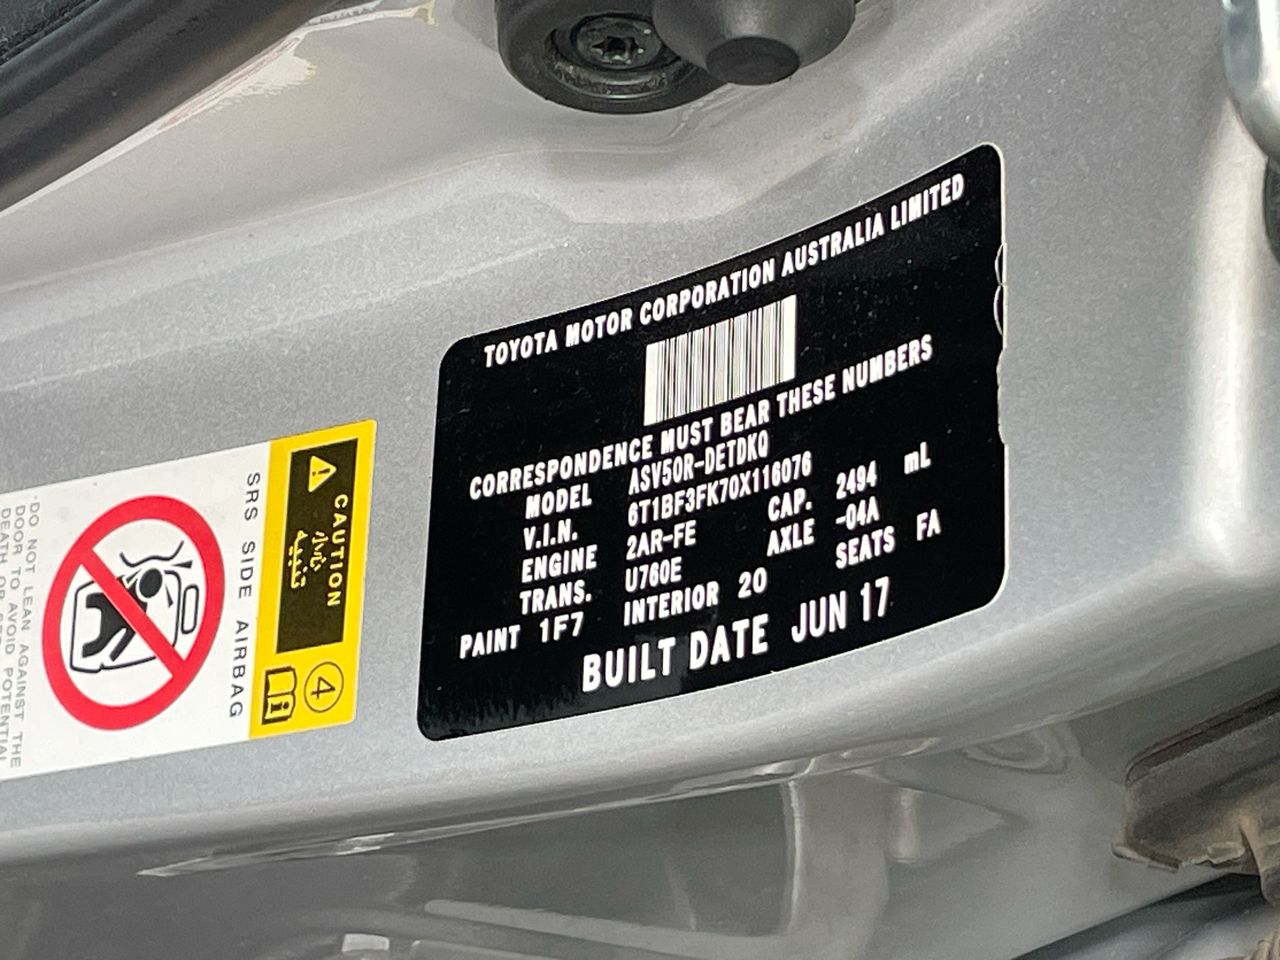 TOYOTA MOTOR CORPORATION AUSTRALIA LIMITED
CORRESPONDENCE MUST BEAR THESE NUMBERS
MODEL ASV50R-DETDKQ
V.I.N. 6T1BF3FK70X116076
ENGINE 2AR-FE CAP. 2494 mL
TRANS. U760E AXLE -04A
PAINT 1F7 INTERIOR 20 SEATS FA
BUILT DATE JUN 17
CAUTION
4
i
SRS SIDE AIRBAG
DO NOT LEAN AGAINST THE
DOOR TO AVOID POTENTIAL
DEATH OR